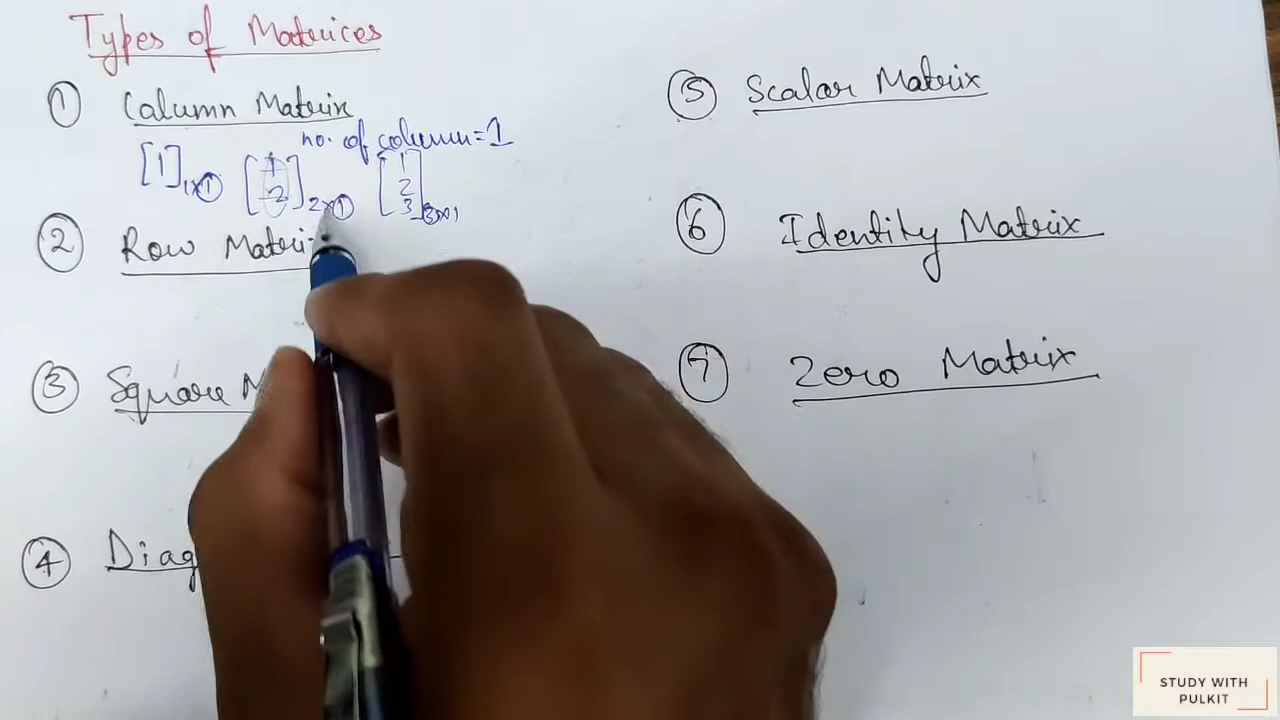 Types of Matrices
① Column Matrix
no. of column=1
[1]1×1 [1 2]2×1 [1 2 3]3×1
② Row Matri
③ Square M
④ Diag
⑤ Scalar Matrix
⑥ Identity Matrix
⑦ Zero Matrix
STUDY WITH
PULKIT